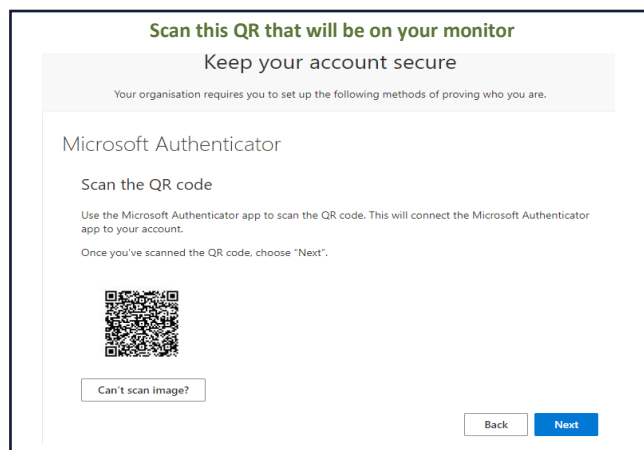 Scan this QR that will be on your monitor
Keep your account secure
Your organisation requires you to set up the following methods of proving who you are.
Microsoft Authenticator
Scan the QR code
Use the Microsoft Authenticator app to scan the QR code. This will connect the Microsoft Authenticator
app to your account.
Once you've scanned the QR code, choose "Next".
Can't scan image?
Back
Next